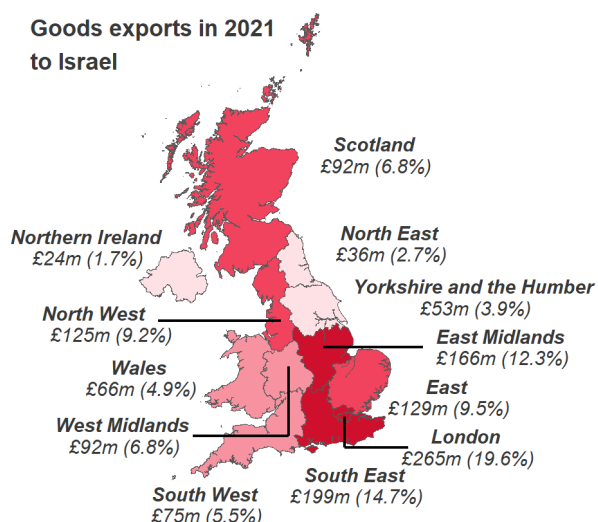 Goods exports in 2021
to Israel
Scotland
£92m (6.8%)
Northern Ireland
£24m (1.7%)
North East
£36m (2.7%)
Yorkshire and the Humber
£53m (3.9%)
North West
£125m (9.2%)
East Midlands
£166m (12.3%)
Wales
£66m (4.9%)
East
£129m (9.5%)
West Midlands
£92m (6.8%)
London
£265m (19.6%)
South East
£199m (14.7%)
South West
£75m (5.5%)